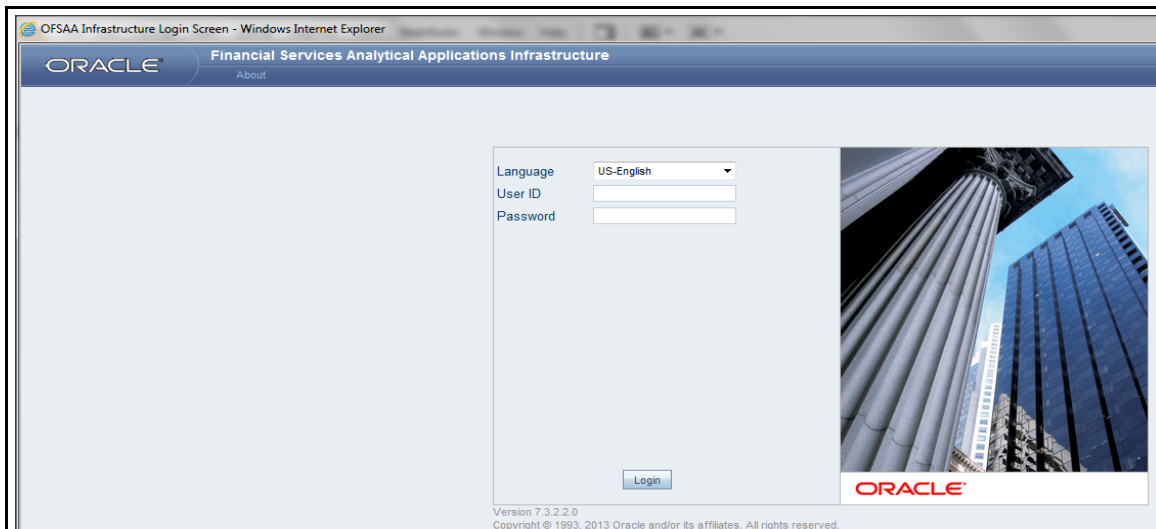 OFSAA Infrastructure Login Screen - Windows Internet Explorer
ORACLE®
Financial Services Analytical Applications Infrastructure
About
Language US-English
User ID
Password
Login
ORACLE®
Version 7.3.2.2.0
Copyright © 1993, 2013 Oracle and/or its affiliates. All rights reserved.